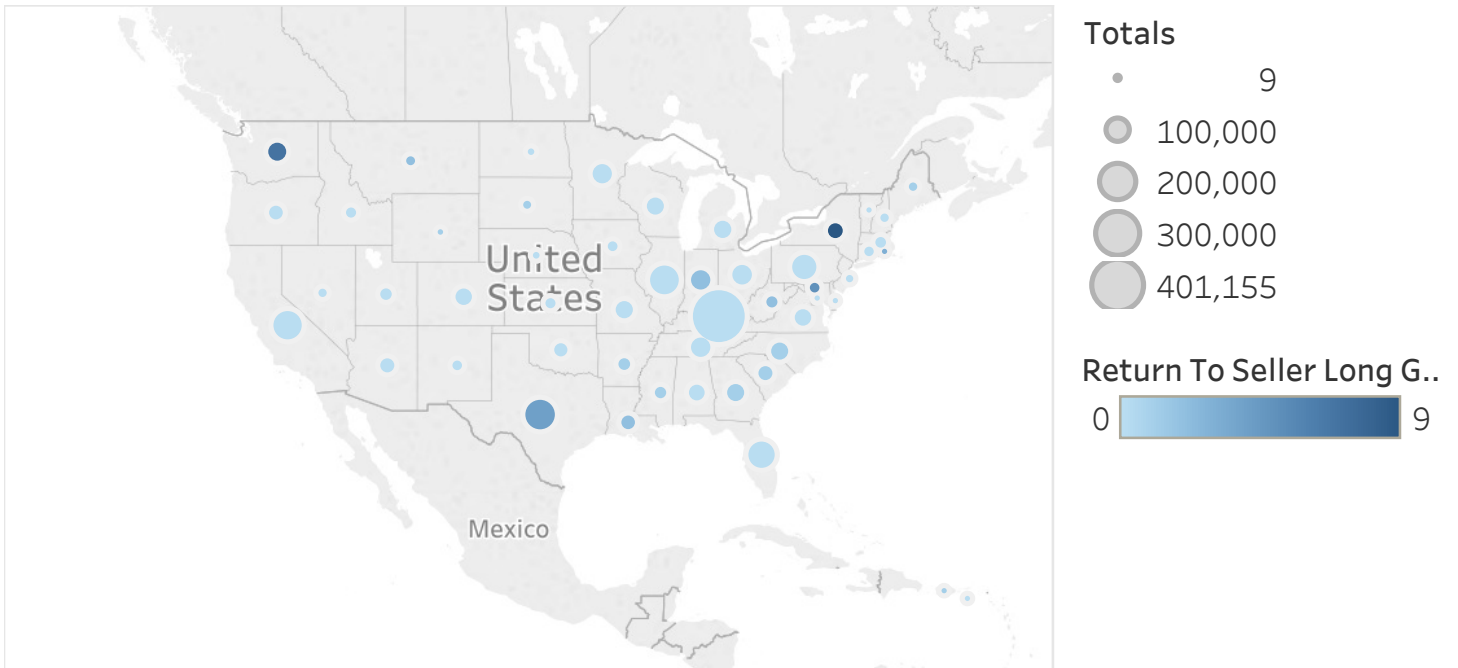 United
States
Mexico
Totals
9
100,000
200,000
300,000
401,155
Return To Seller Long G..
0 9